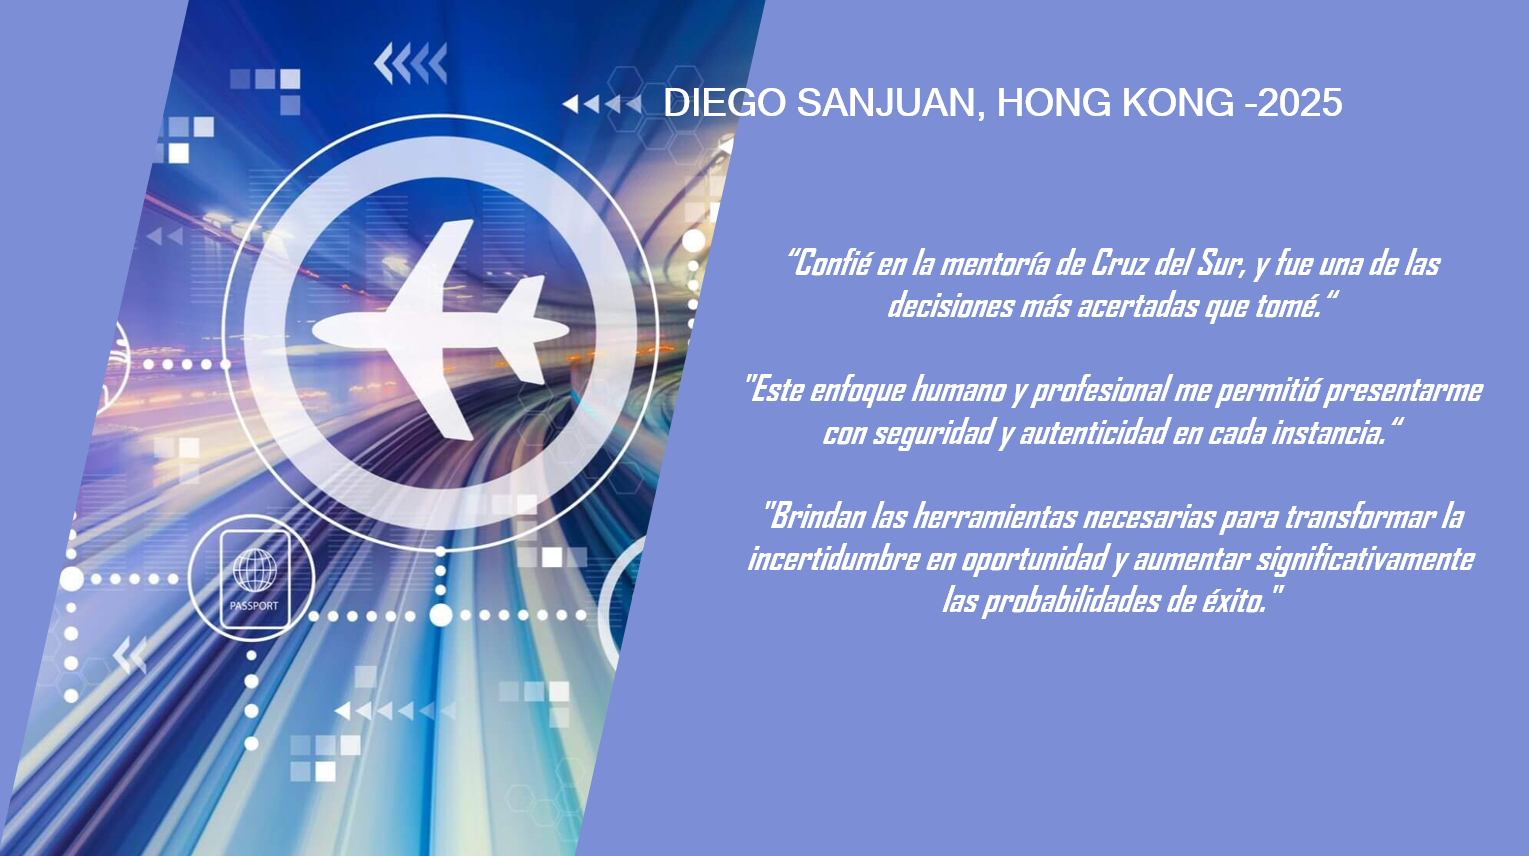 DIEGO SANJUAN, HONG KONG -2025
“Confié en la mentoría de Cruz del Sur, y fue una de las
decisiones más acertadas que tomé.“
"Este enfoque humano y profesional me permitió presentarme
con seguridad y autenticidad en cada instancia.“
"Brindan las herramientas necesarias para transformar la
incertidumbre en oportunidad y aumentar significativamente
las probabilidades de éxito."
PASSPORT